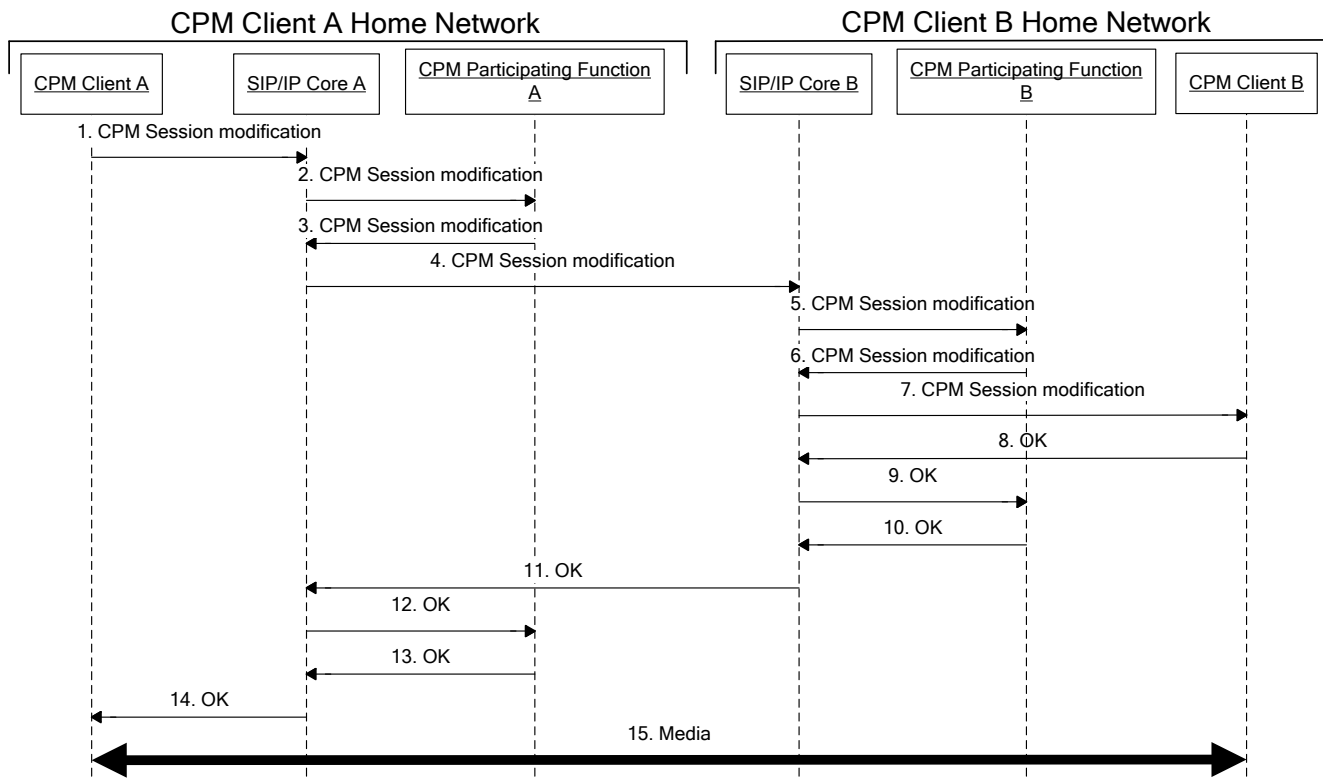 CPM Client A Home Network
CPM Client B Home Network
CPM Client A
SIP/IP Core A
CPM Participating Function
A
SIP/IP Core B
CPM Participating Function
B
CPM Client B
1. CPM Session modification
2. CPM Session modification
3. CPM Session modification
4. CPM Session modification
5. CPM Session modification
6. CPM Session modification
7. CPM Session modification
8. OK
9. OK
10. OK
11. OK
12. OK
13. OK
14. OK
15. Media